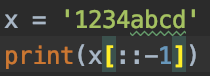 x = '1234abcd'
print(x[::-1])